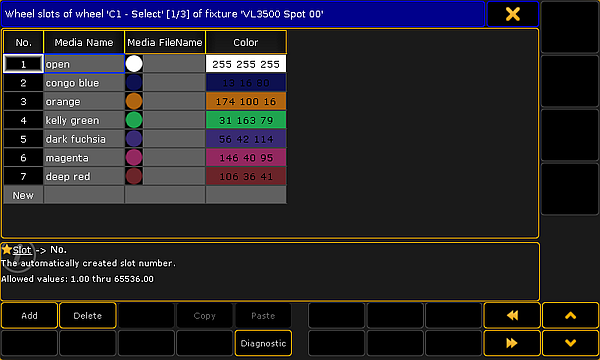 Wheel slots of wheel 'C1 - Select' [1/3] of fixture 'VL3500 Spot 00'
No. Media Name Media FileName Color
1 open 255 255 255
2 congo blue 13 16 80
3 orange 174 100 16
4 kelly green 31 163 79
5 dark fuchsia 56 42 114
6 magenta 146 40 95
7 deep red 106 36 41
New
Slot -> No.
The automatically created slot number.
Allowed values: 1.00 thru 65536.00
Add Delete Copy Paste
Diagnostic